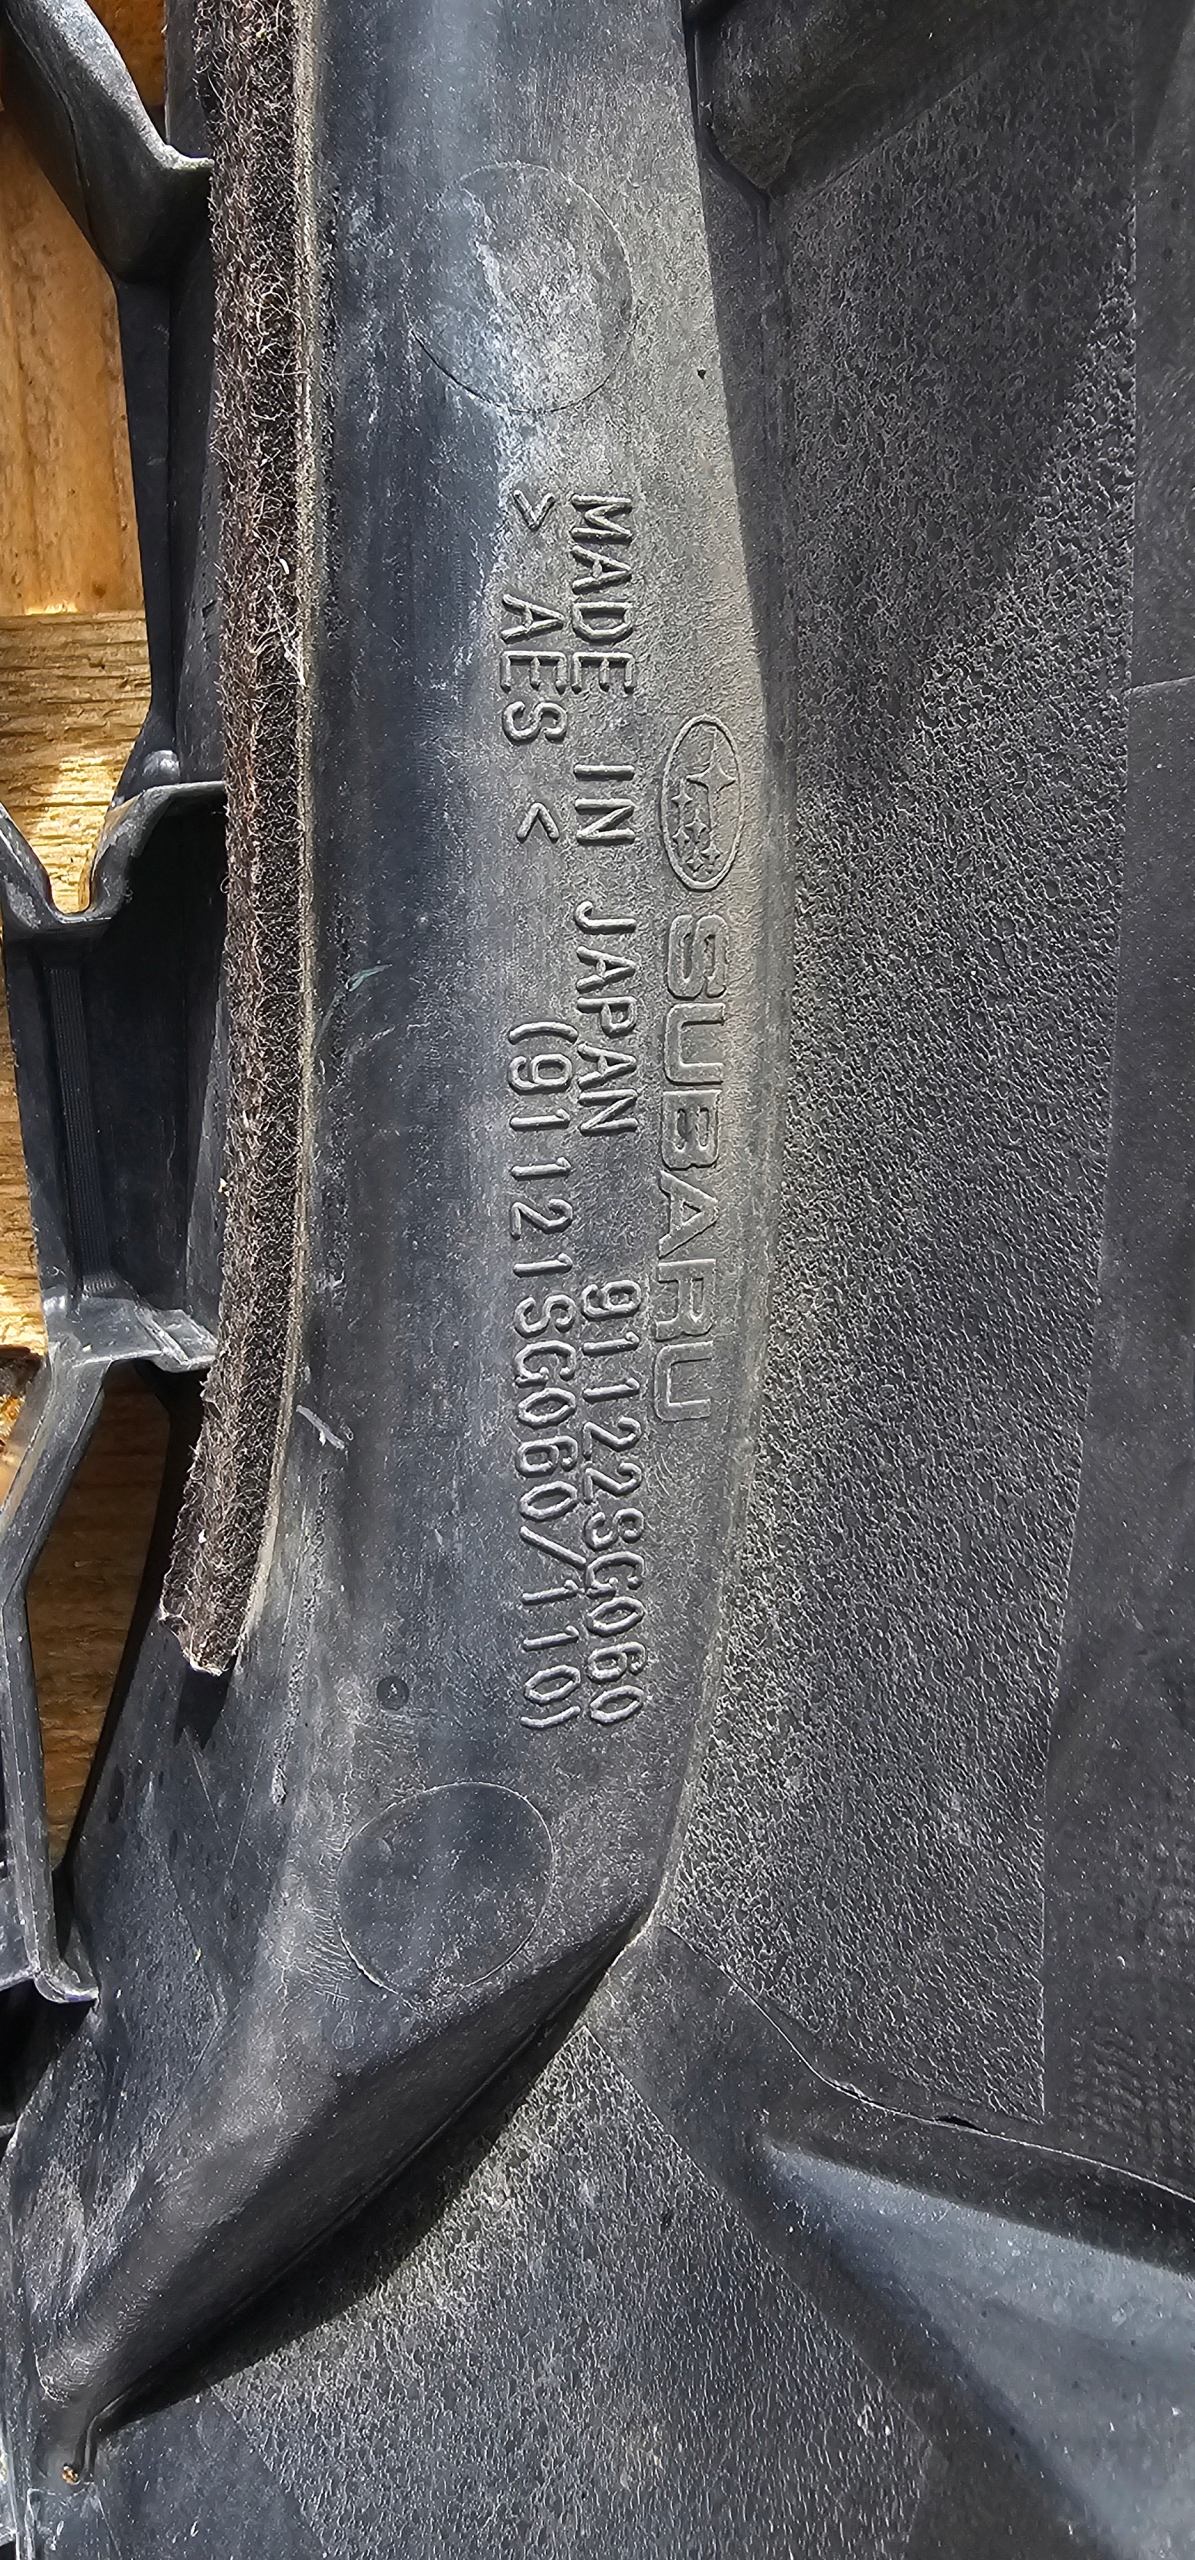 SUBARU
MADE IN JAPAN 91122SG060
> AES < (91121SG060/110)